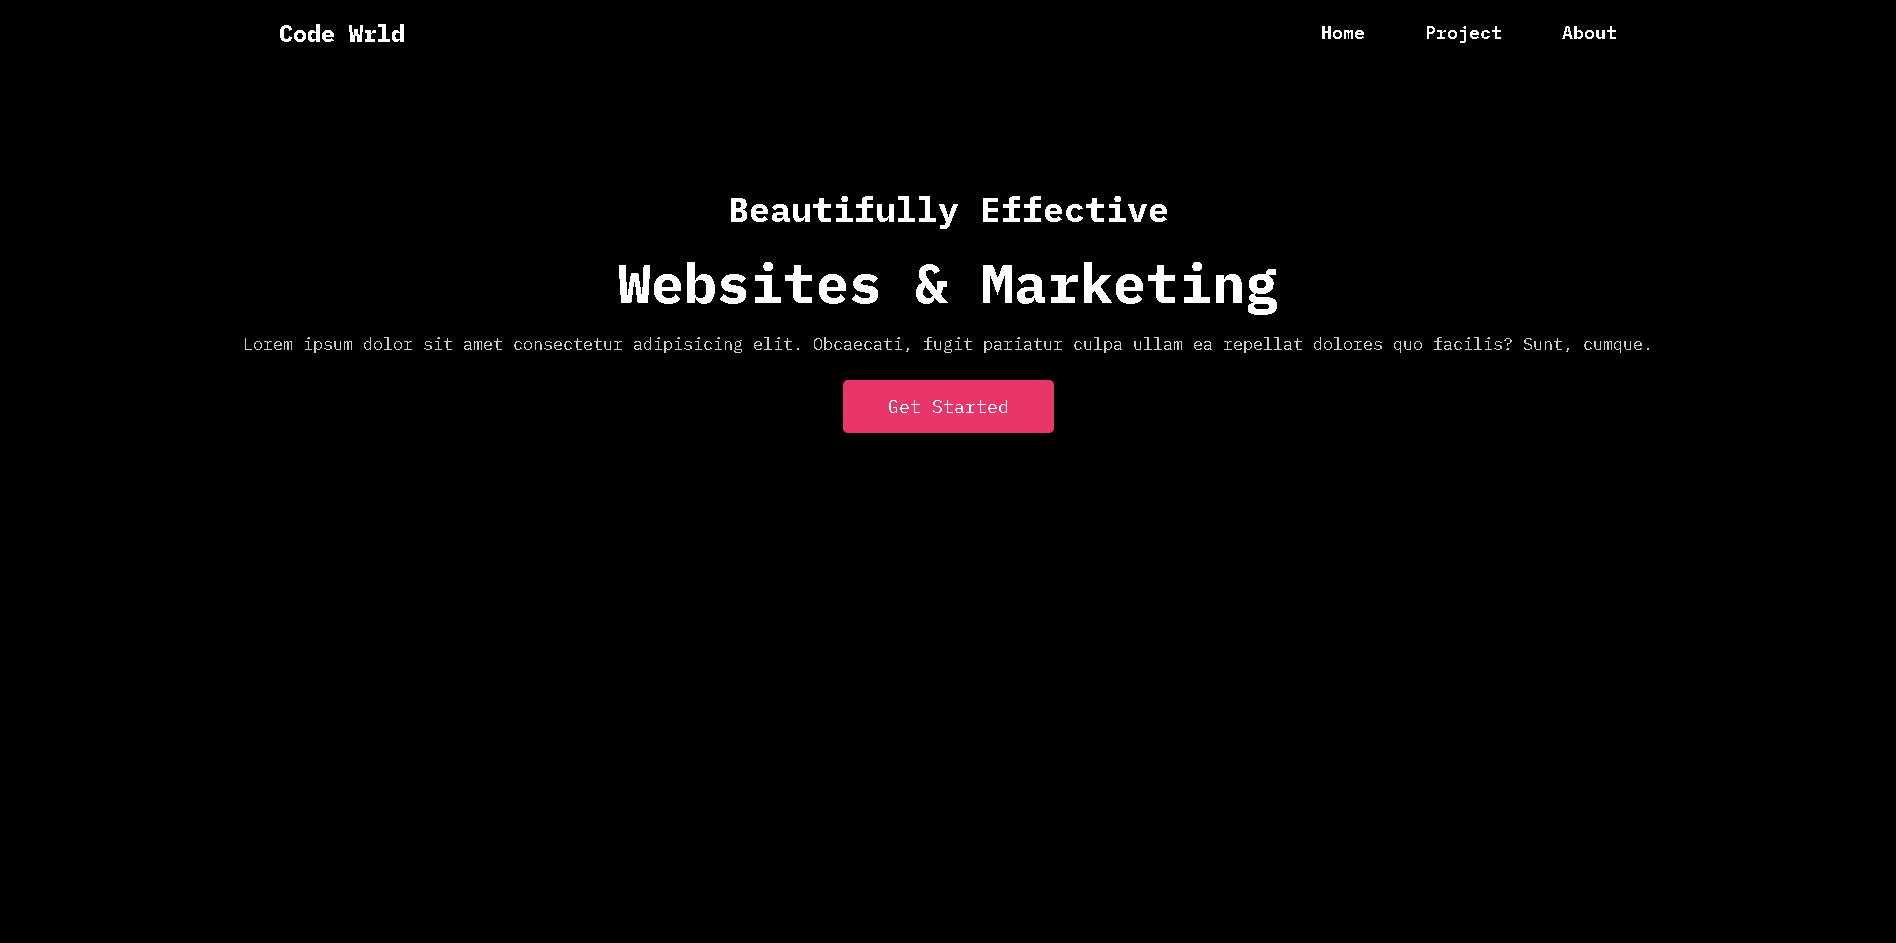 Code Wrld
Home Project About
Beautifully Effective
Websites & Marketing
Lorem ipsum dolor sit amet consectetur adipisicing elit. Obcaecati, fugit pariatur culpa ullam ea repellat dolores quo facilis? Sunt, cumque.
Get Started